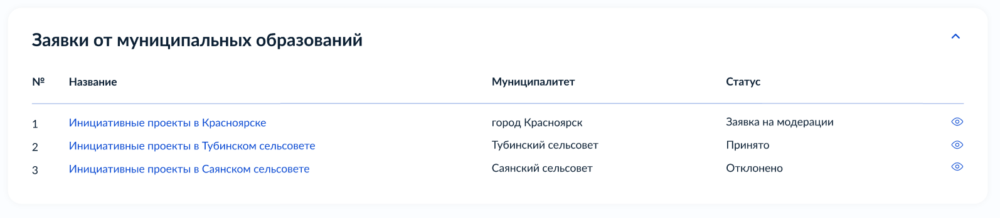 Заявки от муниципальных образований
№ Название Муниципалитет Статус
1 Инициативные проекты в Красноярске город Красноярск Заявка на модерации
2 Инициативные проекты в Тубинском сельсовете Тубинский сельсовет Принято
3 Инициативные проекты в Саянском сельсовете Саянский сельсовет Отклонено